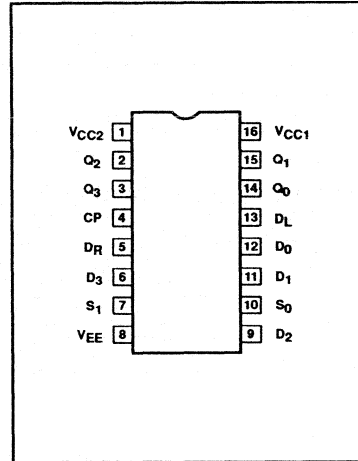 VCC2 1 16 VCC1
Q2 2 15 Q1
Q3 3 14 Q0
CP 4 13 DL
DR 5 12 D0
D3 6 11 D1
S1 7 10 S0
VEE 8 9 D2